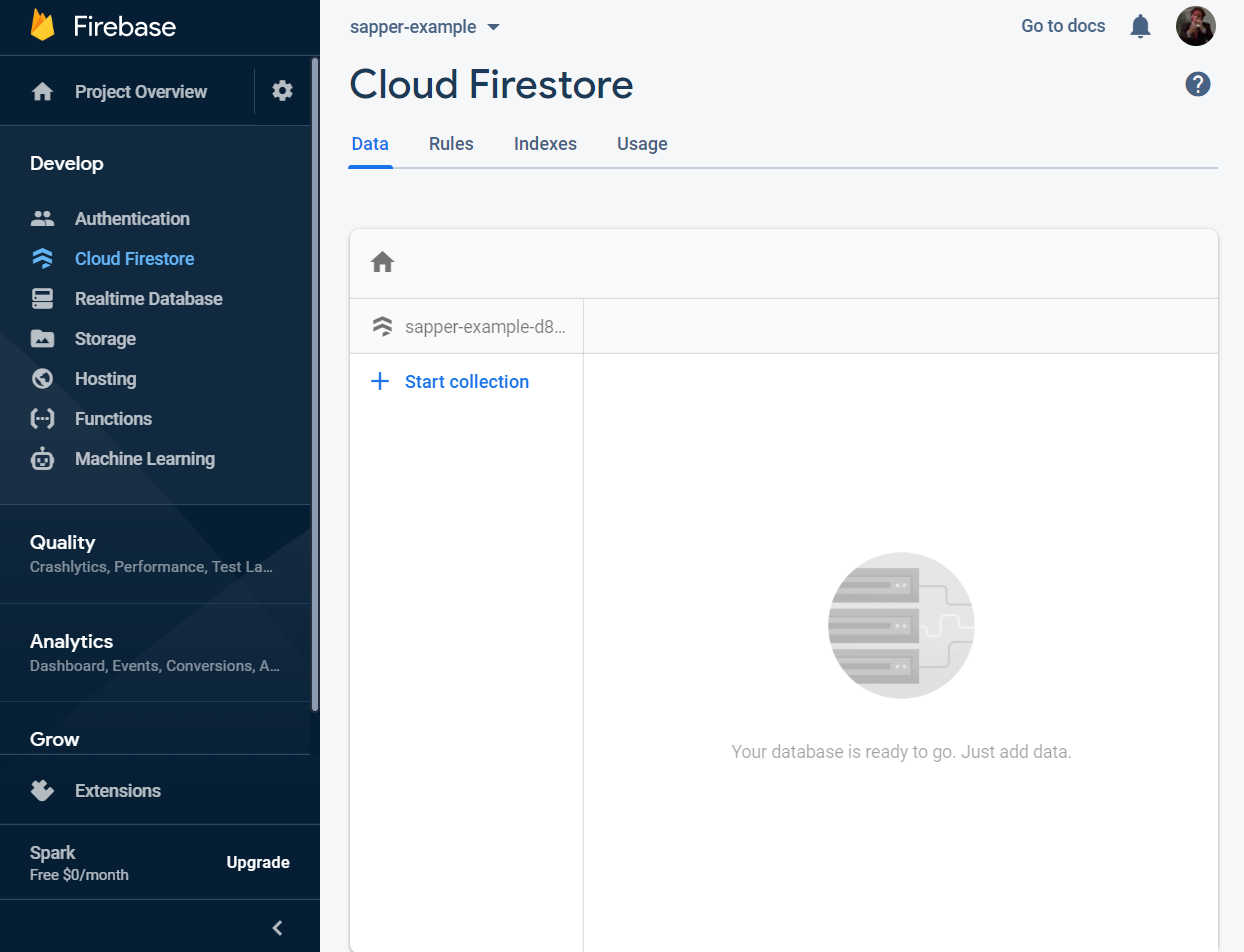 Firebase
Project Overview
Develop
Authentication
Cloud Firestore
Realtime Database
Storage
Hosting
Functions
Machine Learning
Quality
Crashlytics, Performance, Test La...
Analytics
Dashboard, Events, Conversions, A...
Grow
Extensions
Spark
Free $0/month
Upgrade
sapper-example
Go to docs
Cloud Firestore
Data
Rules
Indexes
Usage
sapper-example-d8...
Start collection
Your database is ready to go. Just add data.